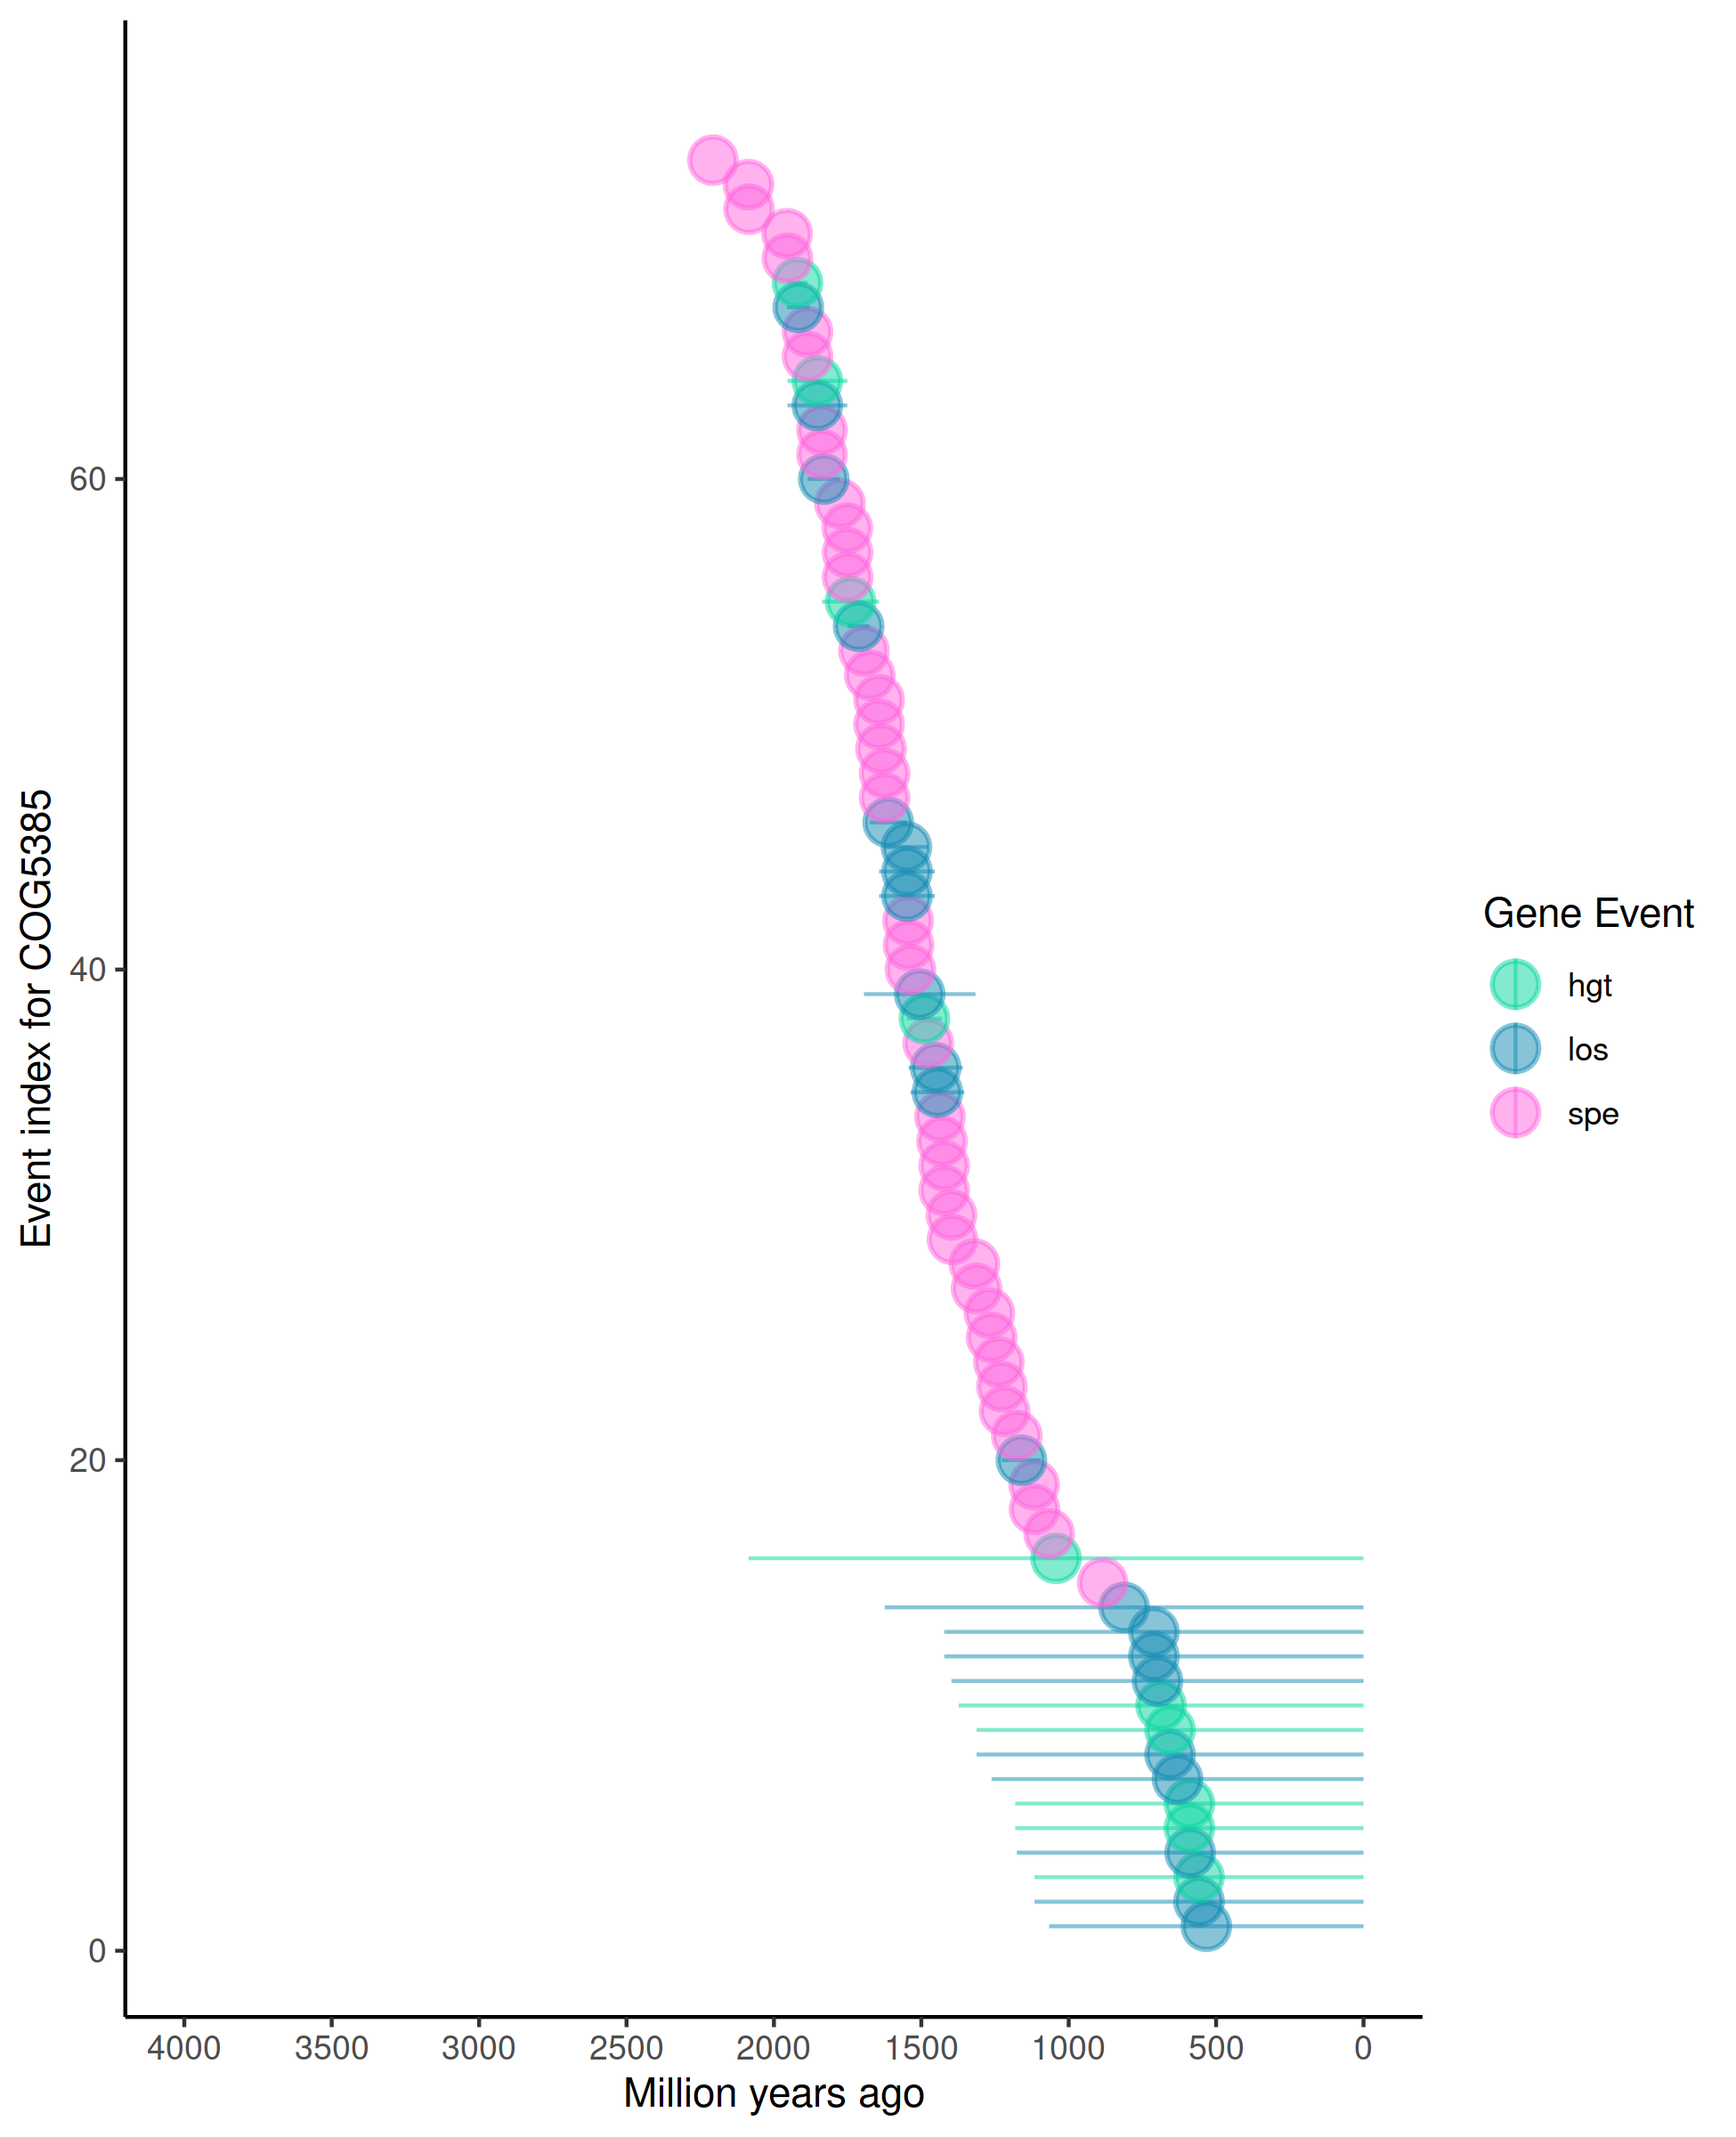 Event index for COG5385
60
40
20
0
4000 3500 3000 2500 2000 1500 1000 500 0
Million years ago
Gene Event
hgt
los
spe